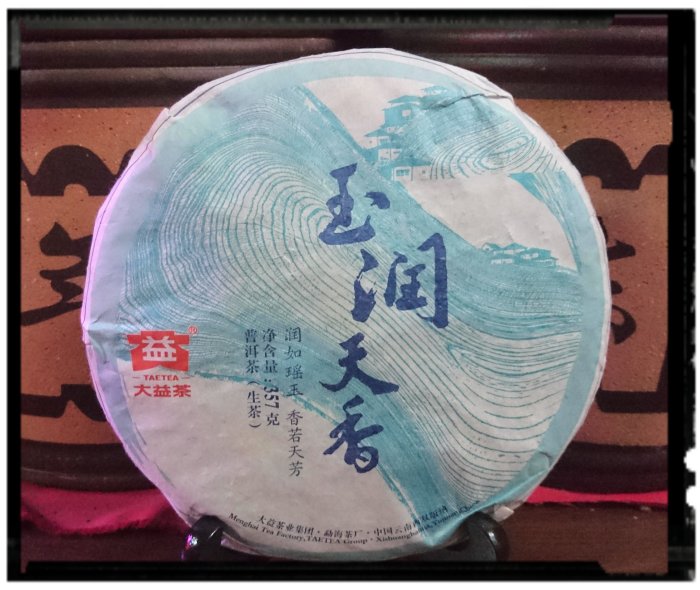 玉润天香
润如瑶玉 香若天芳
净含量:357克
普洱茶(生茶)
益
®
TAETEA
大益茶
大益茶业集团·勐海茶厂·中国云南西双版纳
Menghai Tea Factory, TAETEA Group · Xishuangbanna, Yunnan